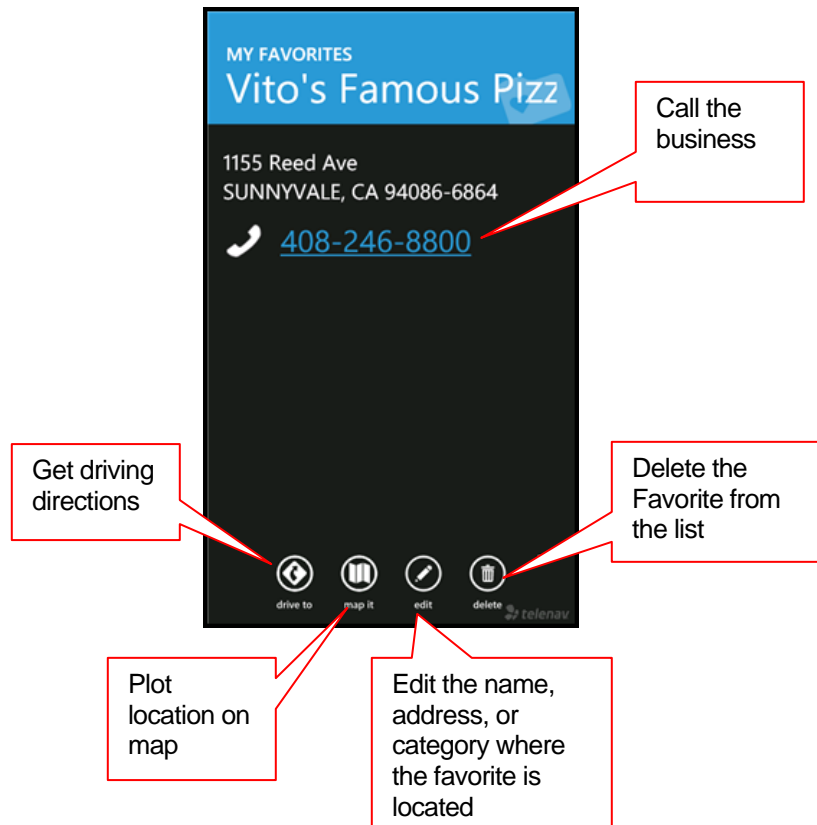 MY FAVORITES
Vito's Famous Pizz
Call the
business
1155 Reed Ave
SUNNYVALE, CA 94086-6864
408-246-8800
Get driving
directions
Delete the
Favorite from
the list
drive to
map it
edit
delete
telenav
Plot
location on
map
Edit the name,
address, or
category where
the favorite is
located